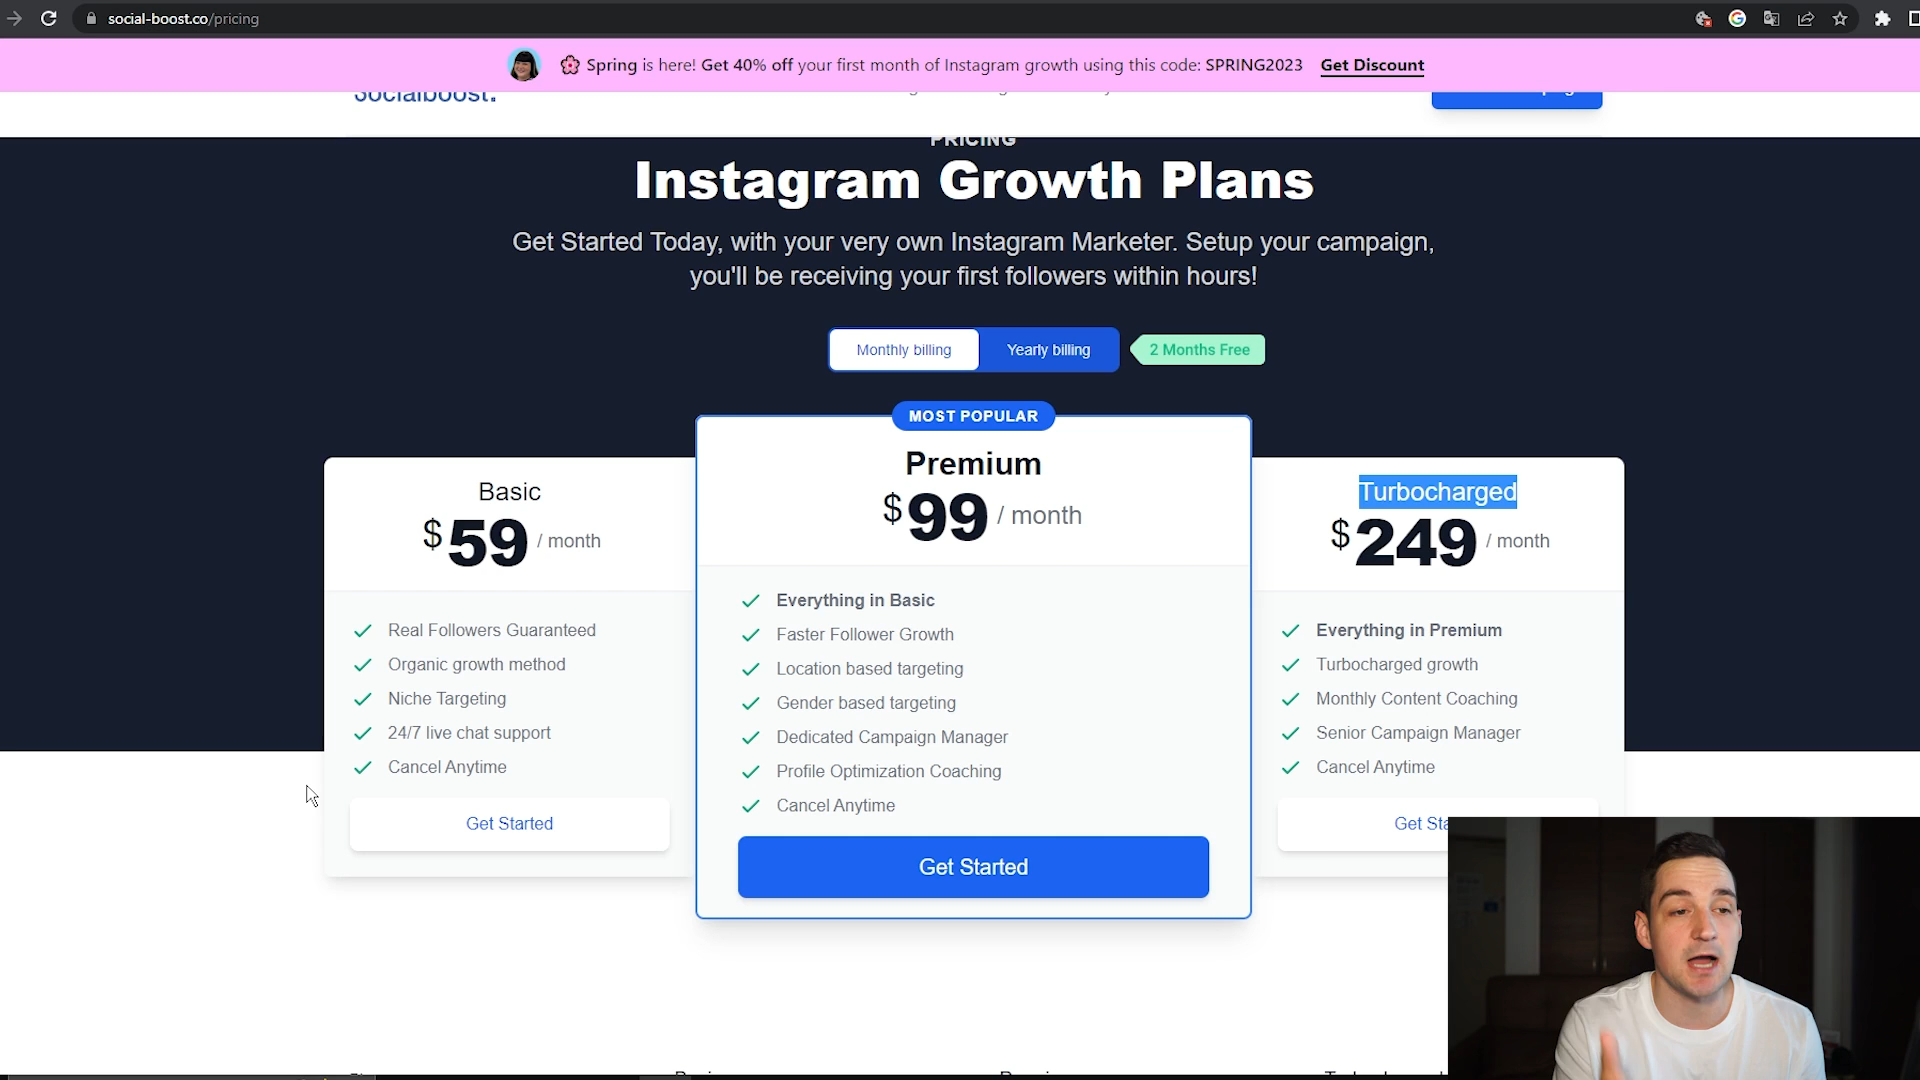 social-boost.co/pricing
Spring is here! Get 40% off your first month of Instagram growth using this code: SPRING2023 Get Discount
Socialboost.
PRICING
Instagram Growth Plans
Get Started Today, with your very own Instagram Marketer. Setup your campaign,
you'll be receiving your first followers within hours!
Monthly billing
Yearly billing
2 Months Free
Basic
$59 / month
Real Followers Guaranteed
Organic growth method
Niche Targeting
24/7 live chat support
Cancel Anytime
Get Started
MOST POPULAR
Premium
$99 / month
Everything in Basic
Faster Follower Growth
Location based targeting
Gender based targeting
Dedicated Campaign Manager
Profile Optimization Coaching
Cancel Anytime
Get Started
Turbocharged
$249 / month
Everything in Premium
Turbocharged growth
Monthly Content Coaching
Senior Campaign Manager
Cancel Anytime
Get Sta